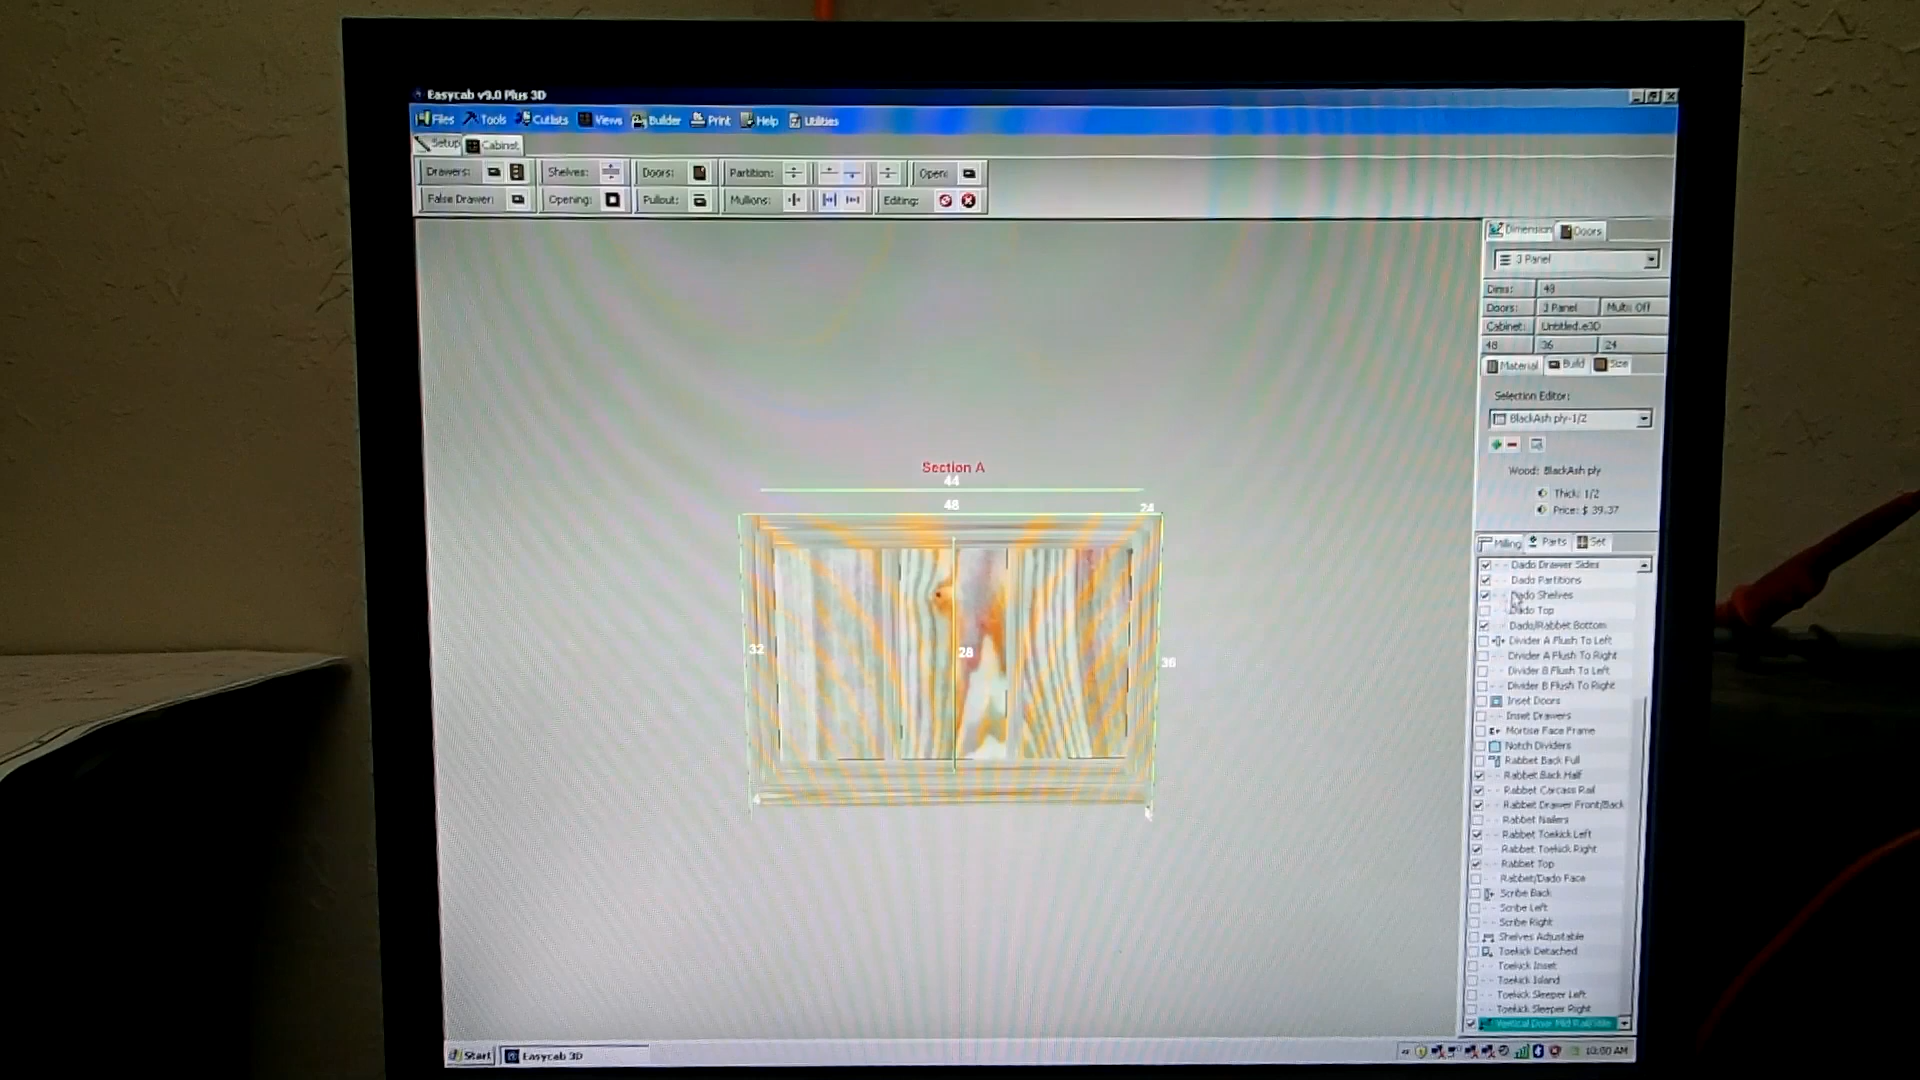 Easycab v9.0 Plus 3D
Files Tools Cutlists Views Builder Print Help Utilities
Setup Cabinet
Drawers: Shelves: Doors: Partition: Open:
False Drawer: Opening: Pullout: Mullions: Editing:
Dimension Doors
3 Panel
Dims: 48
Doors: 3 Panel Multi: Off
Cabinet: Untitled.e3D
48 36 24
Material Build Size
Selection Editor:
BlackAsh ply-1/2
Wood: BlackAsh ply
Thick: 1/2
Price: $ 39.37
Milling Parts Set
Dado Drawer Sides
Dado Partitions
Dado Shelves
Dado Top
Dado/Rabbet Bottom
Divider A Flush To Left
Divider A Flush To Right
Divider B Flush To Left
Divider B Flush To Right
Inset Doors
Inset Drawers
Mortise Face Frame
Notch Dividers
Rabbet Back Full
Rabbet Back Half
Rabbet Carcass Rail
Rabbet Drawer Front/Back
Rabbet Nailers
Rabbet Toekick Left
Rabbet Toekick Right
Rabbet Top
Rabbet/Dado Face
Scribe Back
Scribe Left
Scribe Right
Shelves Adjustable
Toekick Detached
Toekick Inset
Toekick Island
Toekick Sleeper Left
Toekick Sleeper Right
Vertical Door Mid Rail/Stile
Section A
44
48 24
32 28 36
4
Start Easycab 3D 10:00 AM